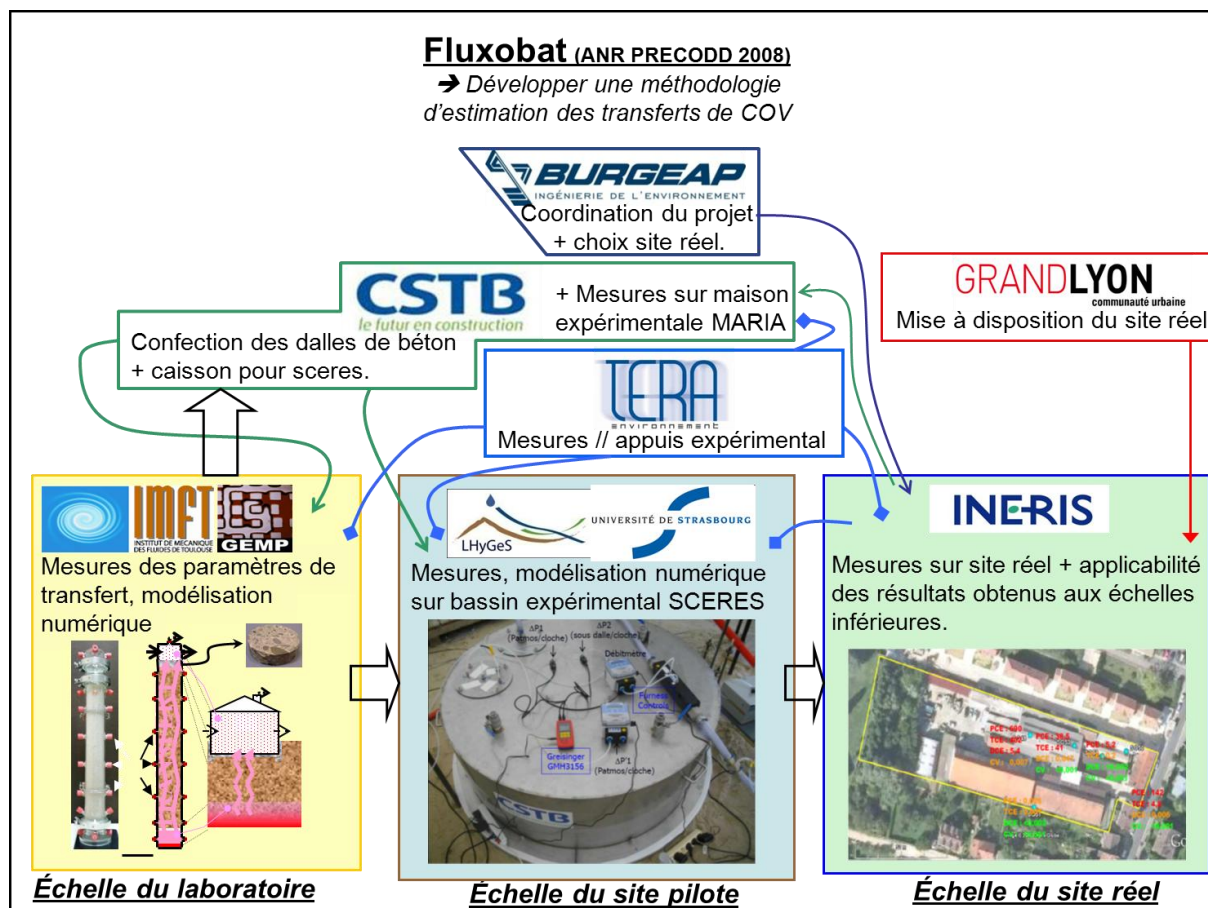 Fluxobat (ANR PRECODD 2008)
➔ Développer une méthodologie
d'estimation des transferts de COV
BURGEAP
INGÉNIERIE DE L'ENVIRONNEMENT
Coordination du projet
+ choix site réel.
CSTB
le futur en construction
+ Mesures sur maison
expérimentale MARIA
Confection des dalles de béton
+ caisson pour sceres.
GRANDLYON
communauté urbaine
Mise à disposition du site réel
TERA
environnement
Mesures // appuis expérimental
IMFT
INSTITUT DE MÉCANIQUE
DES FLUIDES DE TOULOUSE
GEMP
Mesures des paramètres de
transfert, modélisation
numérique
LHyGeS
UNIVERSITÉ DE STRASBOURG
Mesures, modélisation numérique
sur bassin expérimental SCERES
ΔP1
(Patmos/cloche)
ΔP2
(sous dalle/cloche)
Débitmètre
Furness
Controls
Greisinger
GMH3156
ΔP'1
(Patmos/cloche)
CSTB
INERIS
Mesures sur site réel + applicabilité
des résultats obtenus aux échelles
inférieures.
TCE : 41
PCE : 142
Échelle du laboratoire
Échelle du site pilote
Échelle du site réel